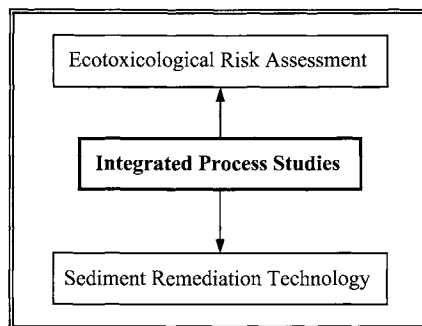 Ecotoxicological Risk Assessment
Integrated Process Studies
Sediment Remediation Technology